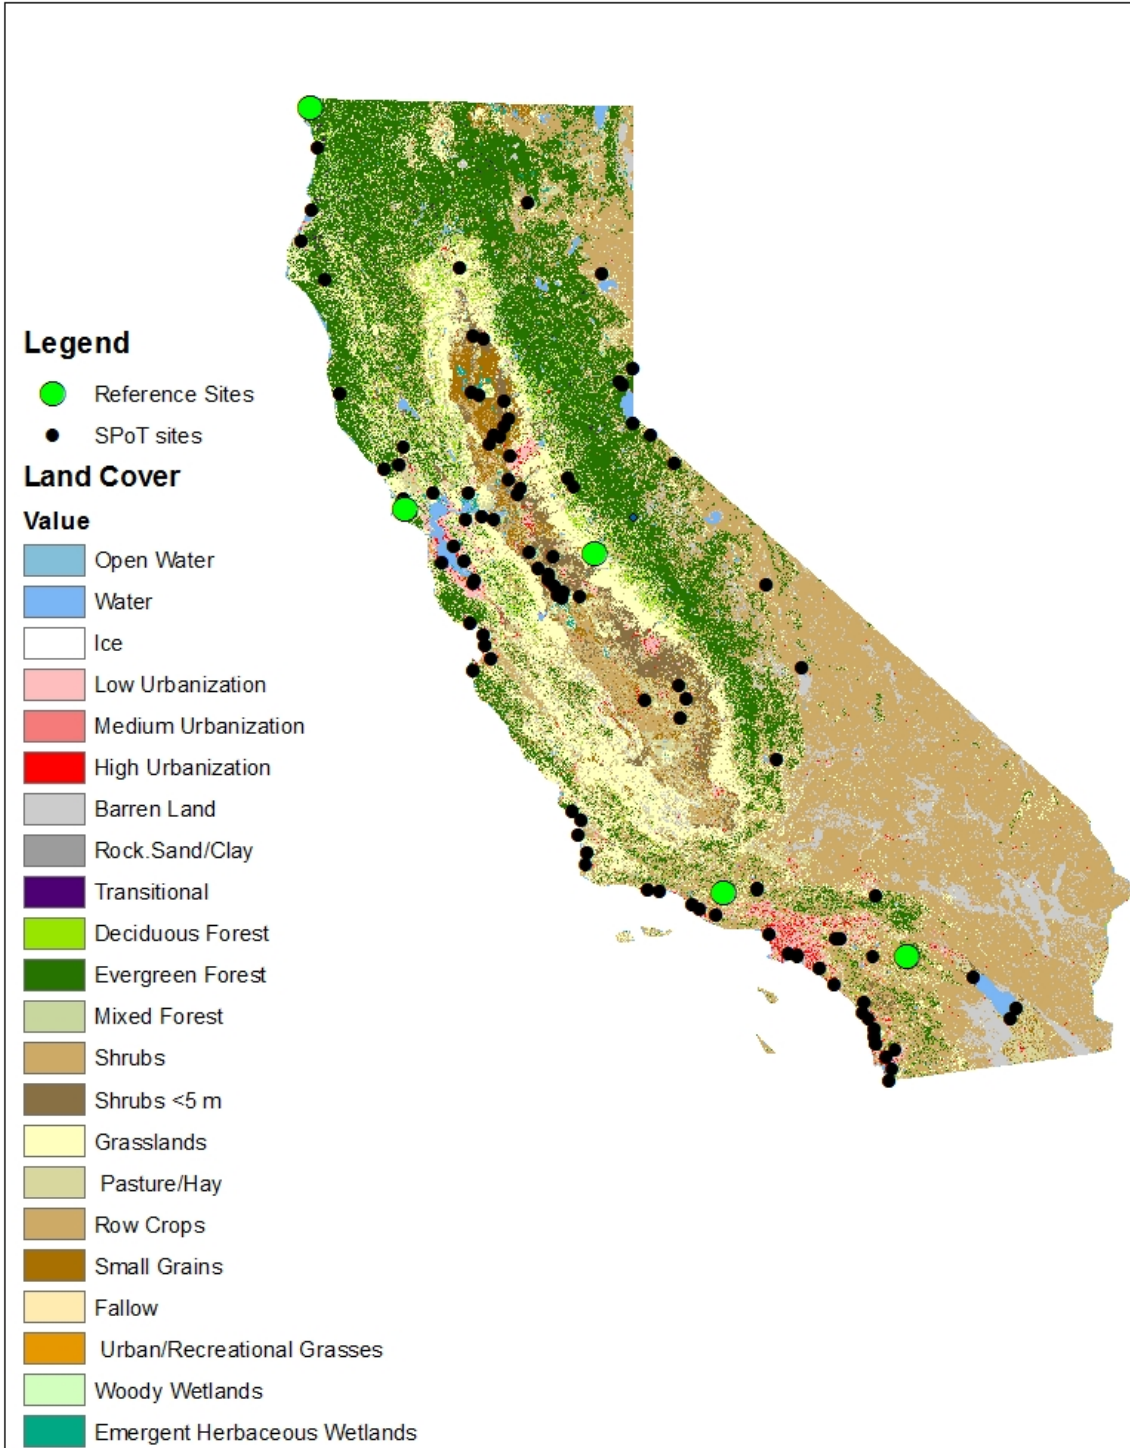 Legend
Reference Sites
SPoT sites
Land Cover
Value
Open Water
Water
Ice
Low Urbanization
Medium Urbanization
High Urbanization
Barren Land
Rock.Sand/Clay
Transitional
Deciduous Forest
Evergreen Forest
Mixed Forest
Shrubs
Shrubs <5 m
Grasslands
Pasture/Hay
Row Crops
Small Grains
Fallow
Urban/Recreational Grasses
Woody Wetlands
Emergent Herbaceous Wetlands